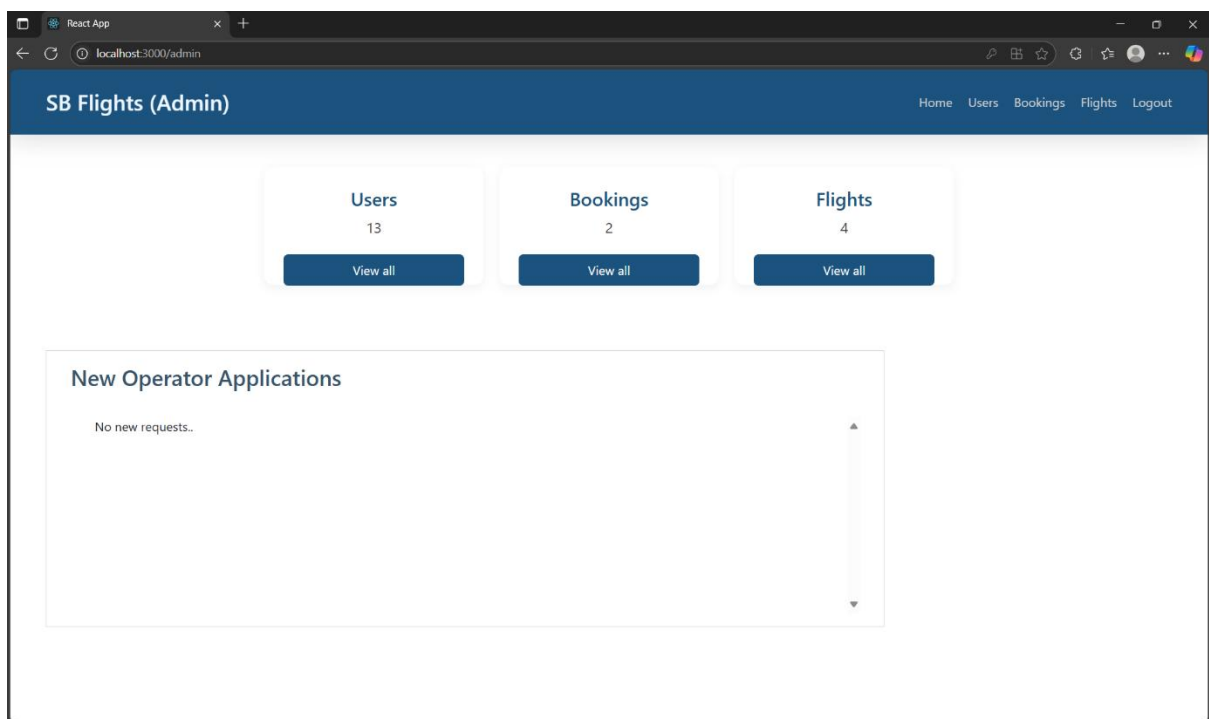 React App
localhost:3000/admin
SB Flights (Admin)
Home Users Bookings Flights Logout
Users Bookings Flights
13 2 4
View all View all View all
New Operator Applications
No new requests..